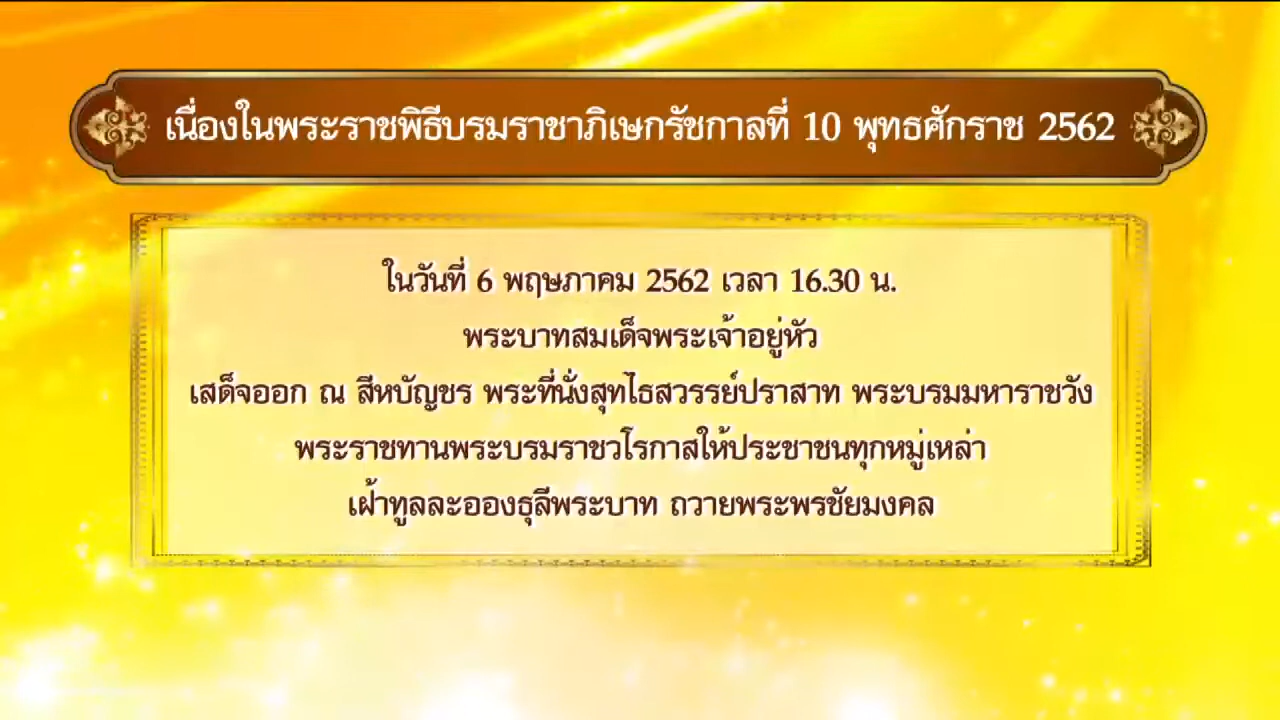 เนื่องในพระราชพิธีบรมราชาภิเษกรัชกาลที่ 10 พุทธศักราช 2562
ในวันที่ 6 พฤษภาคม 2562 เวลา 16.30 น.
พระบาทสมเด็จพระเจ้าอยู่หัว
เสด็จออก ณ สีหบัญชร พระที่นั่งสุทไธสวรรย์ปราสาท พระบรมมหาราชวัง
พระราชทานพระบรมราชวโรกาสให้ประชาชนทุกหมู่เหล่า
เฝ้าทูลละอองธุลีพระบาท ถวายพระพรชัยมงคล